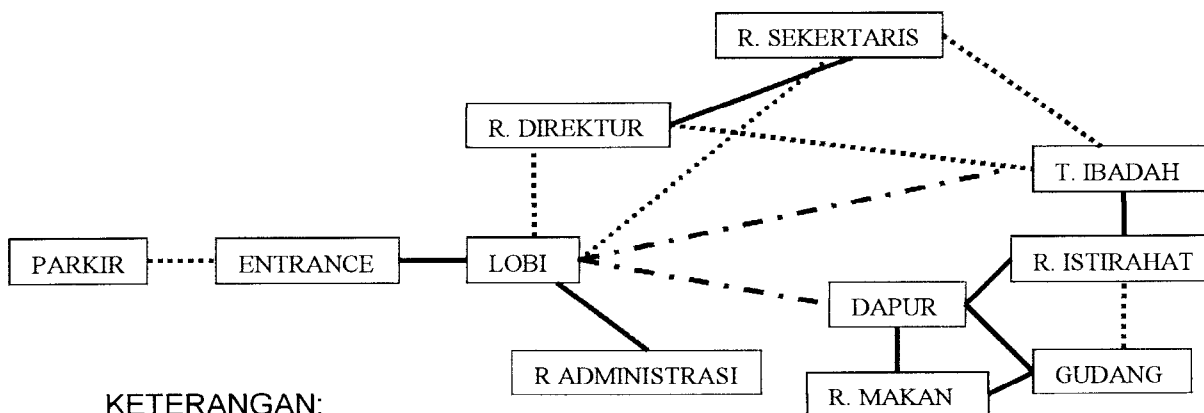 R. SEKERTARIS
R. DIREKTUR
T. IBADAH
PARKIR
ENTRANCE
LOBI
R. ISTIRAHAT
DAPUR
R ADMINISTRASI
GUDANG
R. MAKAN
KETERANGAN: